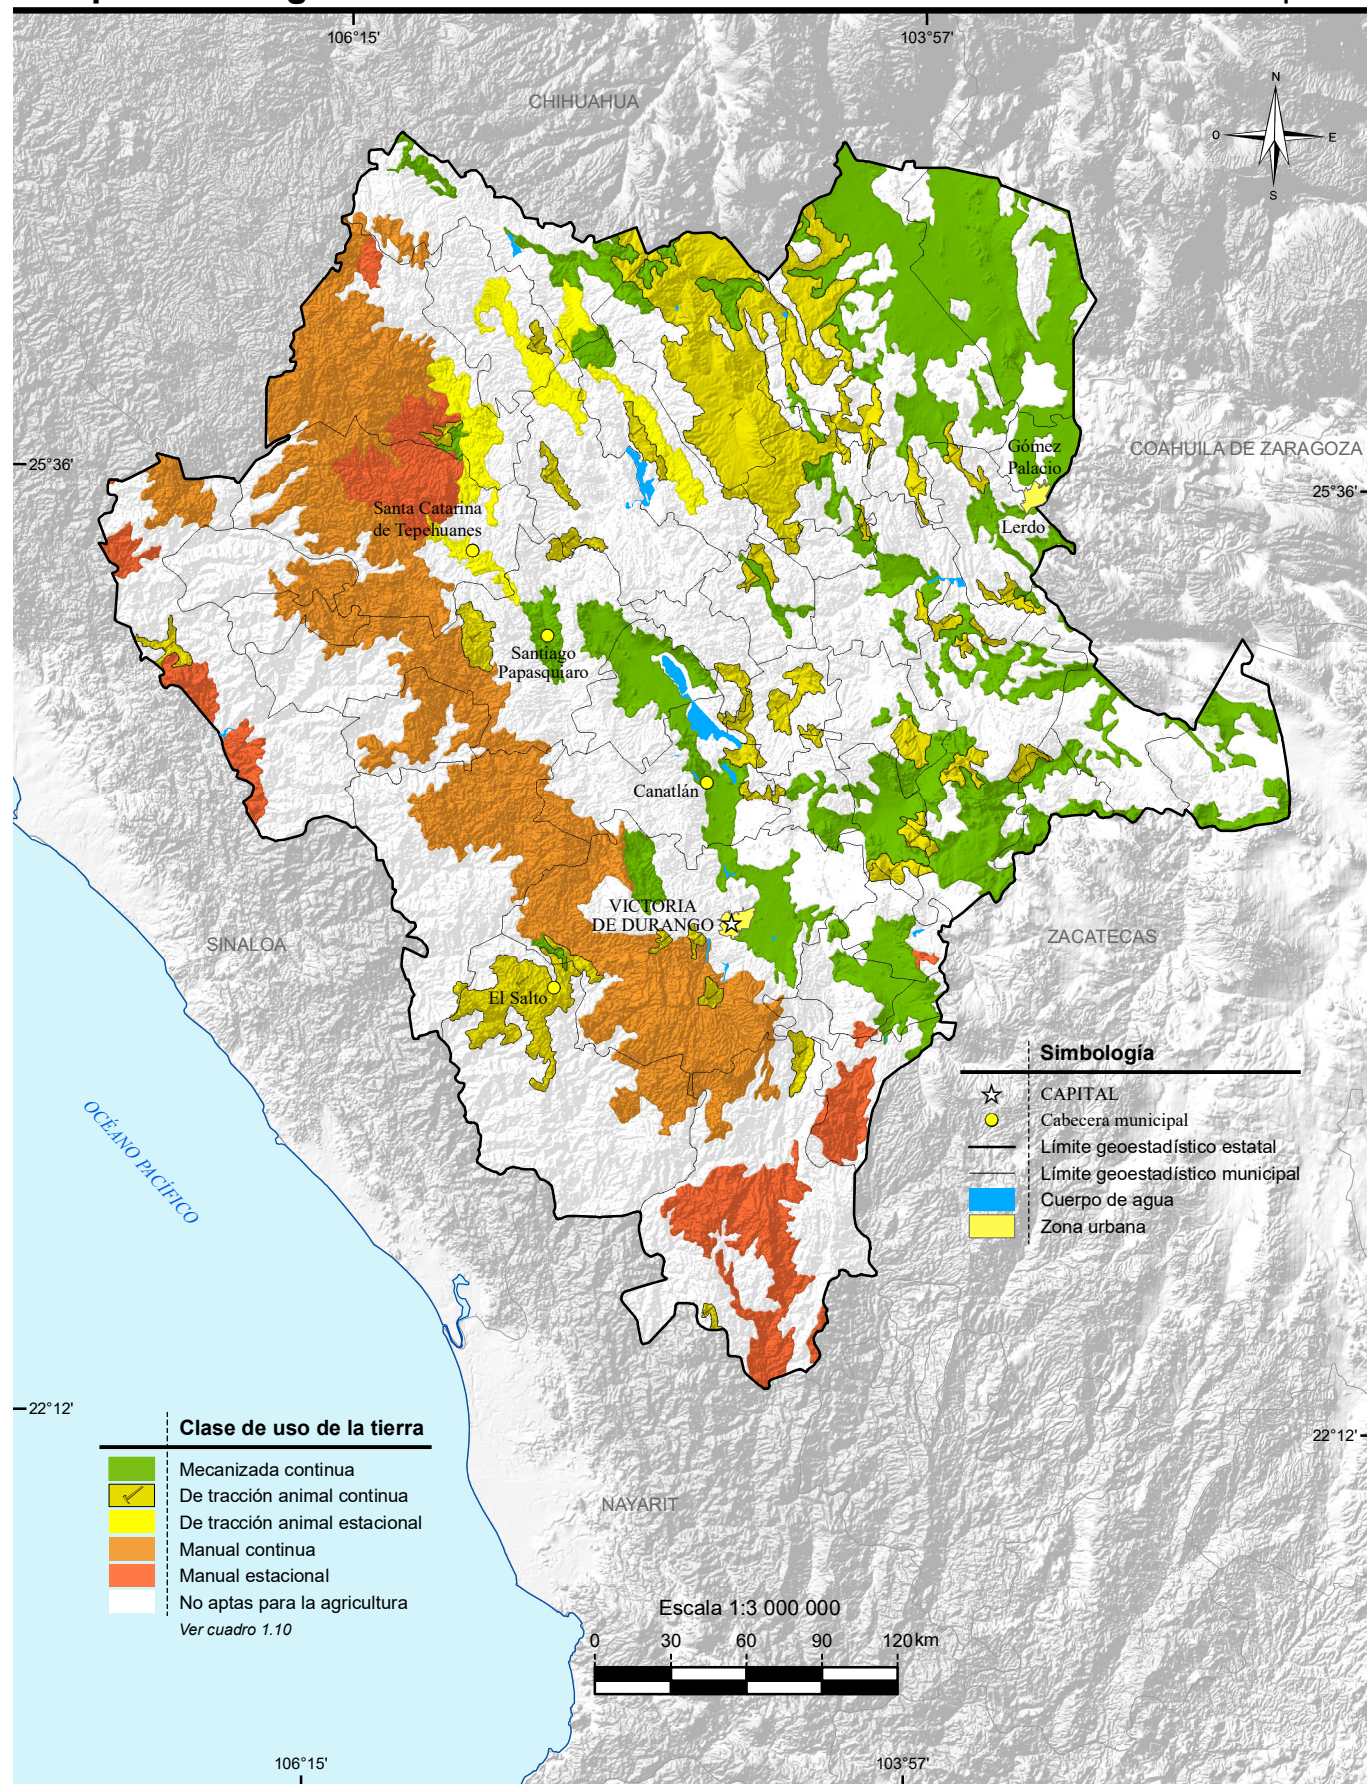 106°15'
103°57'
CHIHUAHUA
N
O
E
S
Gómez
Palacio
COAHUILA DE ZARAGOZA
25°36'
25°36'
Santa Catarina
de Tepehuanes
Lerdo
Santiago
Papasquiaro
Canatlán
VICTORIA
DE DURANGO
SINALOA
ZACATECAS
El Salto
OCÉANO PACÍFICO
Simbología
CAPITAL
Cabecera municipal
Límite geoestadístico estatal
Límite geoestadístico municipal
Cuerpo de agua
Zona urbana
22°12'
22°12'
Clase de uso de la tierra
Mecanizada continua
De tracción animal continua
De tracción animal estacional
Manual continua
Manual estacional
No aptas para la agricultura
Ver cuadro 1.10
NAYARIT
Escala 1:3 000 000
0 30 60 90 120 km
106°15'
103°57'